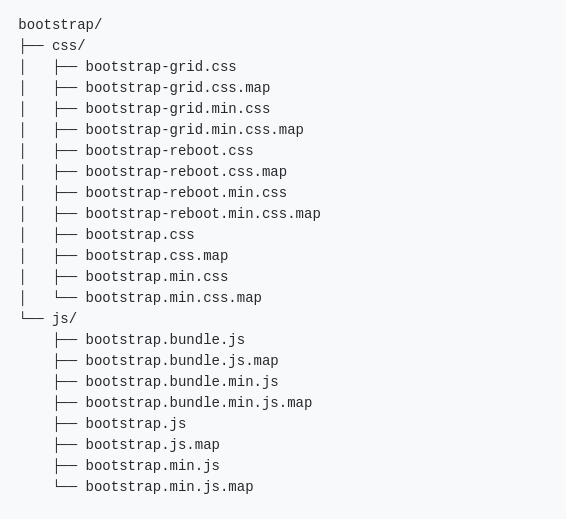 bootstrap/
├── css/
│   ├── bootstrap-grid.css
│   ├── bootstrap-grid.css.map
│   ├── bootstrap-grid.min.css
│   ├── bootstrap-grid.min.css.map
│   ├── bootstrap-reboot.css
│   ├── bootstrap-reboot.css.map
│   ├── bootstrap-reboot.min.css
│   ├── bootstrap-reboot.min.css.map
│   ├── bootstrap.css
│   ├── bootstrap.css.map
│   ├── bootstrap.min.css
│   └── bootstrap.min.css.map
└── js/
    ├── bootstrap.bundle.js
    ├── bootstrap.bundle.js.map
    ├── bootstrap.bundle.min.js
    ├── bootstrap.bundle.min.js.map
    ├── bootstrap.js
    ├── bootstrap.js.map
    ├── bootstrap.min.js
    └── bootstrap.min.js.map